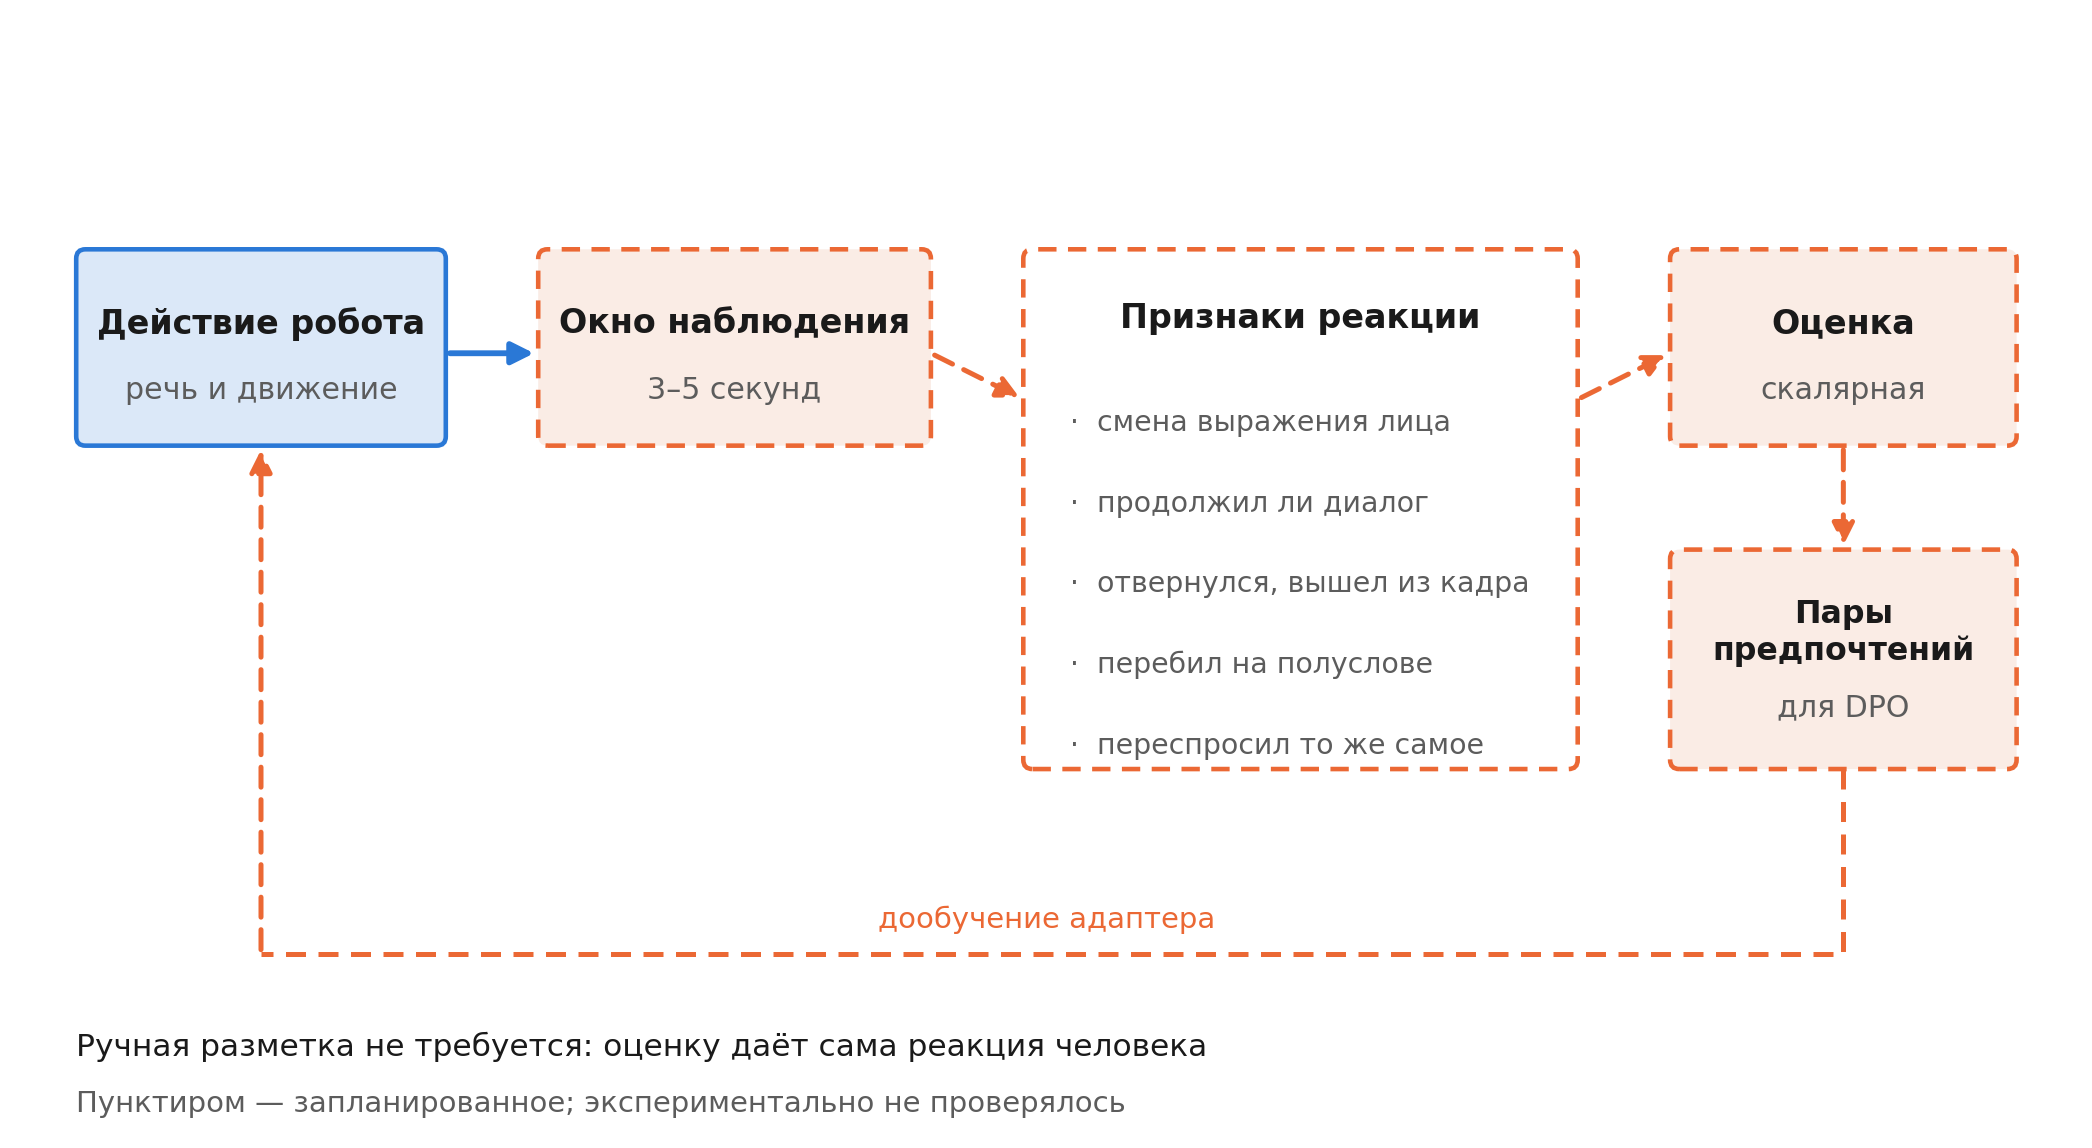 Действие робота
речь и движение
Окно наблюдения
3–5 секунд
Признаки реакции
· смена выражения лица
· продолжил ли диалог
· отвернулся, вышел из кадра
· перебил на полуслове
· переспросил то же самое
Оценка
скалярная
Пары
предпочтений
для DPO
дообучение адаптера
Ручная разметка не требуется: оценку даёт сама реакция человека
Пунктиром — запланированное; экспериментально не проверялось